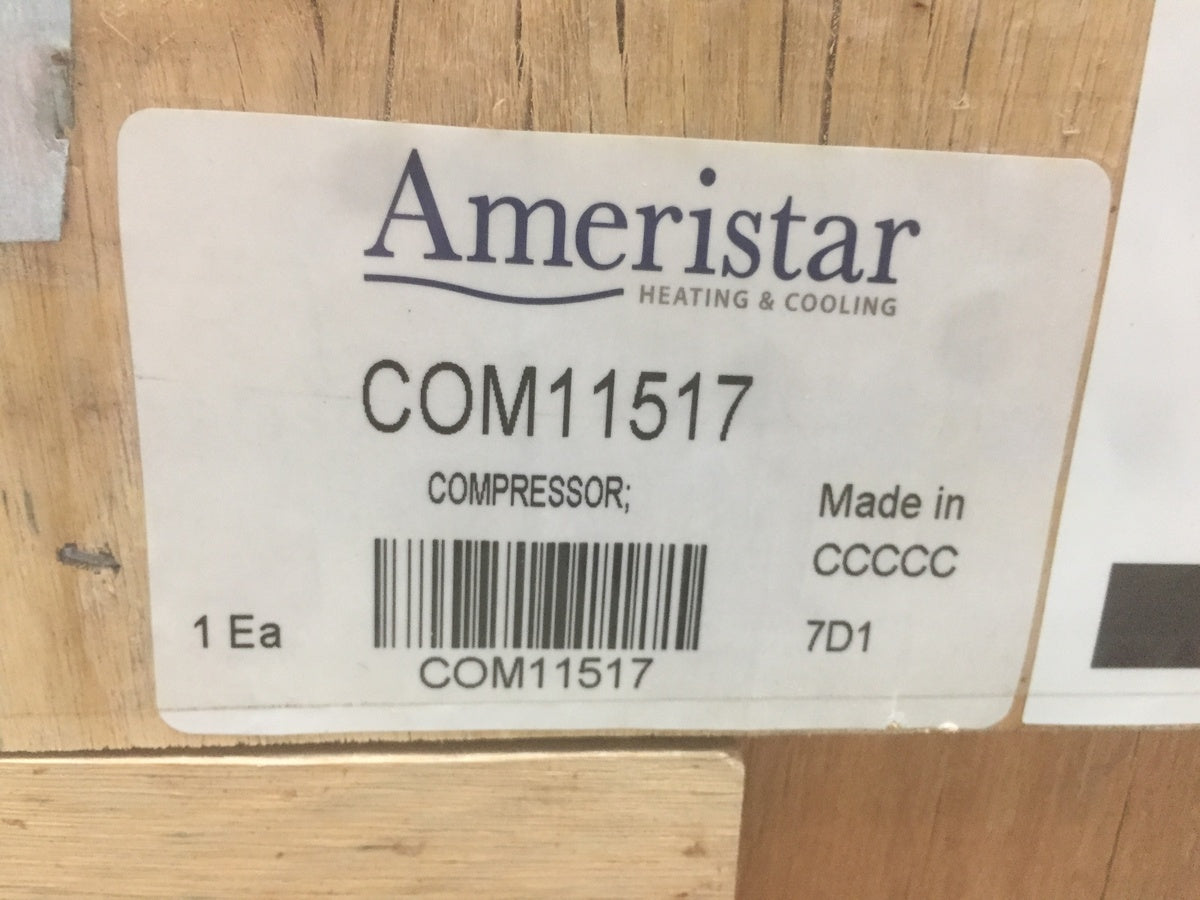 Ameristar
HEATING & COOLING
COM11517
COMPRESSOR;
Made in
CCCCC
1 Ea
7D1
COM11517